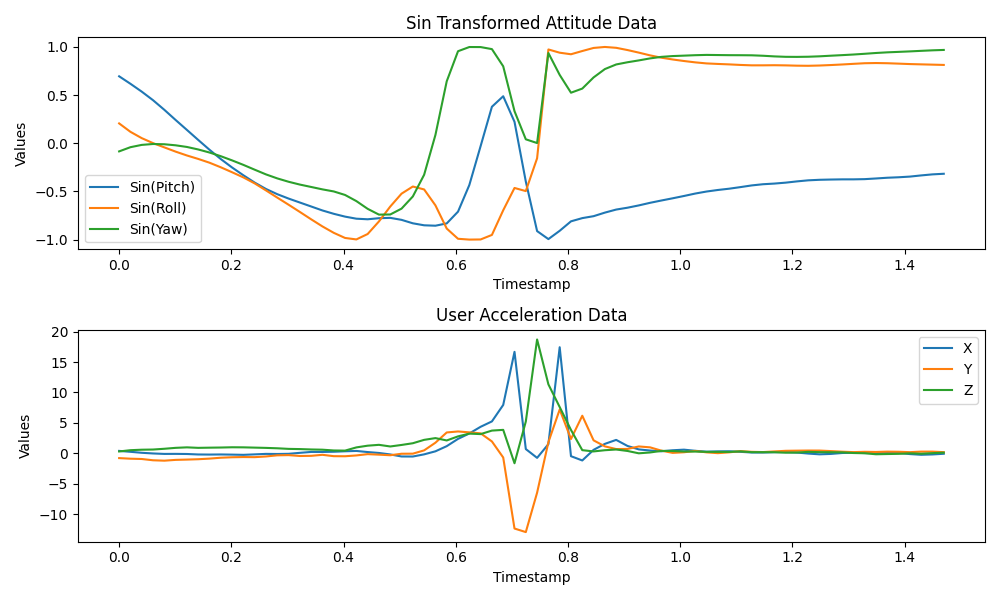 Sin Transformed Attitude Data
1.0
0.5
0.0
−0.5
−1.0
Values
Sin(Pitch)
Sin(Roll)
Sin(Yaw)
0.0 0.2 0.4 0.6 0.8 1.0 1.2 1.4
Timestamp
User Acceleration Data
20
15
10
5
0
−5
−10
Values
X
Y
Z
0.0 0.2 0.4 0.6 0.8 1.0 1.2 1.4
Timestamp